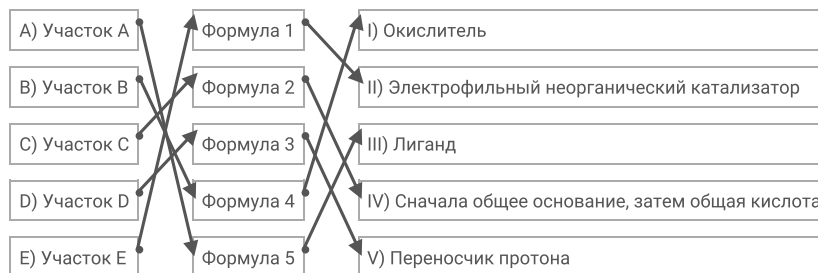 A) Участок A Формула 1 I) Окислитель
B) Участок B Формула 2 II) Электрофильный неорганический катализатор
C) Участок C Формула 3 III) Лиганд
D) Участок D Формула 4 IV) Сначала общее основание, затем общая кислота
E) Участок E Формула 5 V) Переносчик протона